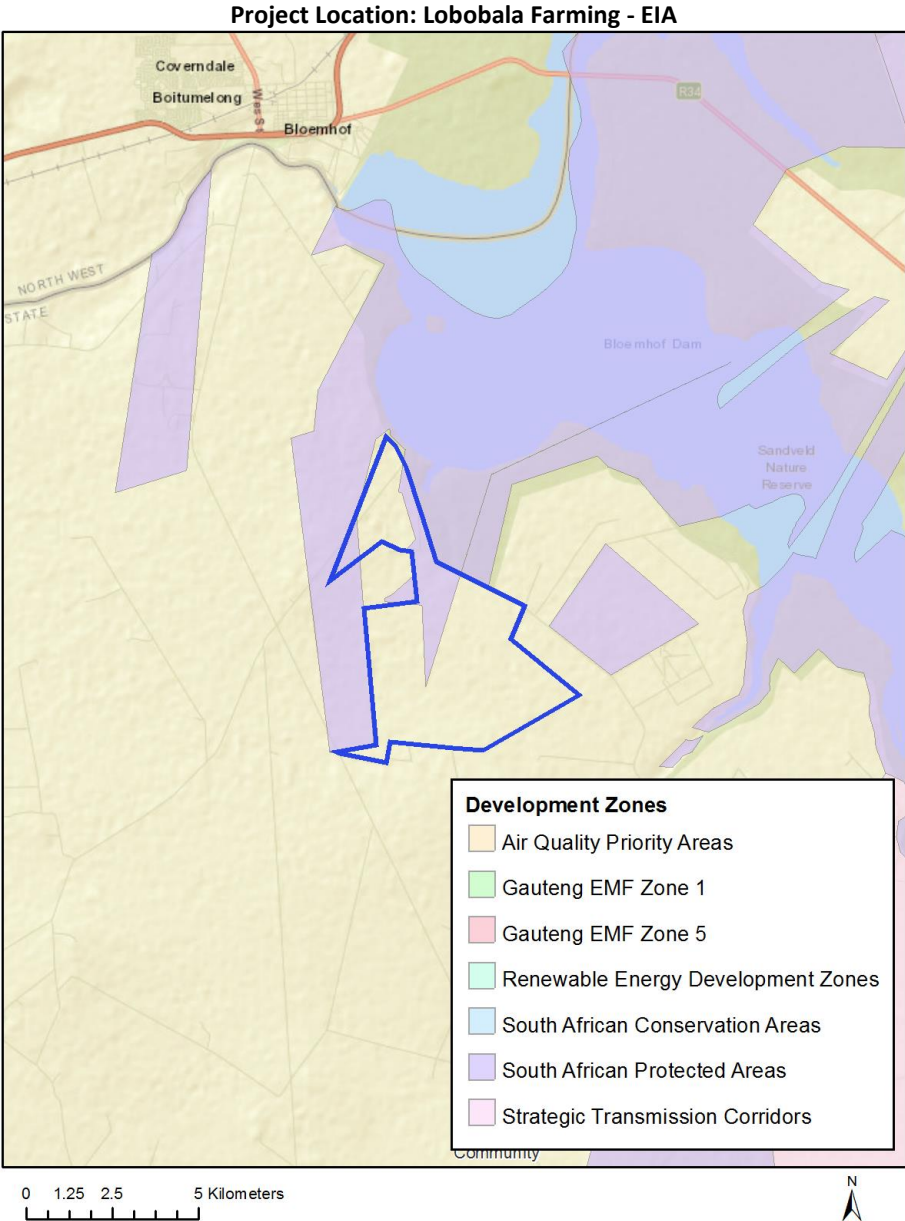 Project Location: Lobobala Farming - EIA
Coverndale
Boitumelong
Wes St
Bloemhof
R34
NORTH WEST
STATE
Bloemhof Dam
Sandveld
Nature
Reserve
Development Zones
Air Quality Priority Areas
Gauteng EMF Zone 1
Gauteng EMF Zone 5
Renewable Energy Development Zones
South African Conservation Areas
South African Protected Areas
Strategic Transmission Corridors
Community
0 1.25 2.5 5 Kilometers
N